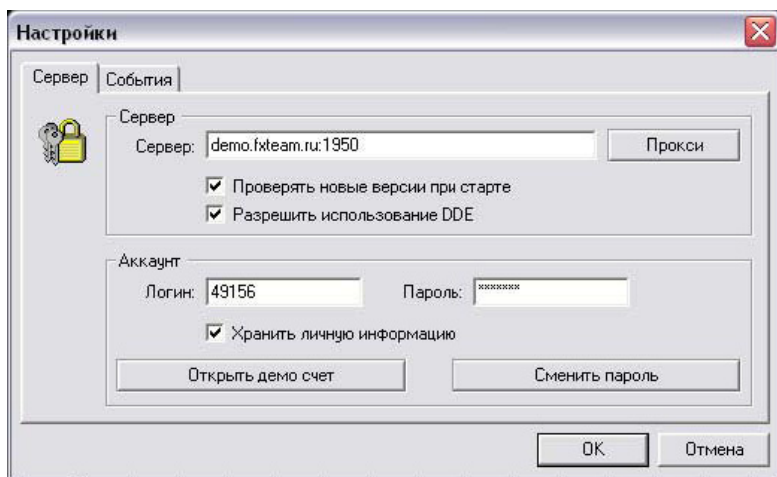 Настройки
Сервер События
Сервер
Сервер: demo.fxteam.ru:1950 Прокси
Проверять новые версии при старте
Разрешить использование DDE
Аккаунт
Логин: 49156 Пароль: *******
Хранить личную информацию
Открыть демо счет Сменить пароль
OK Отмена